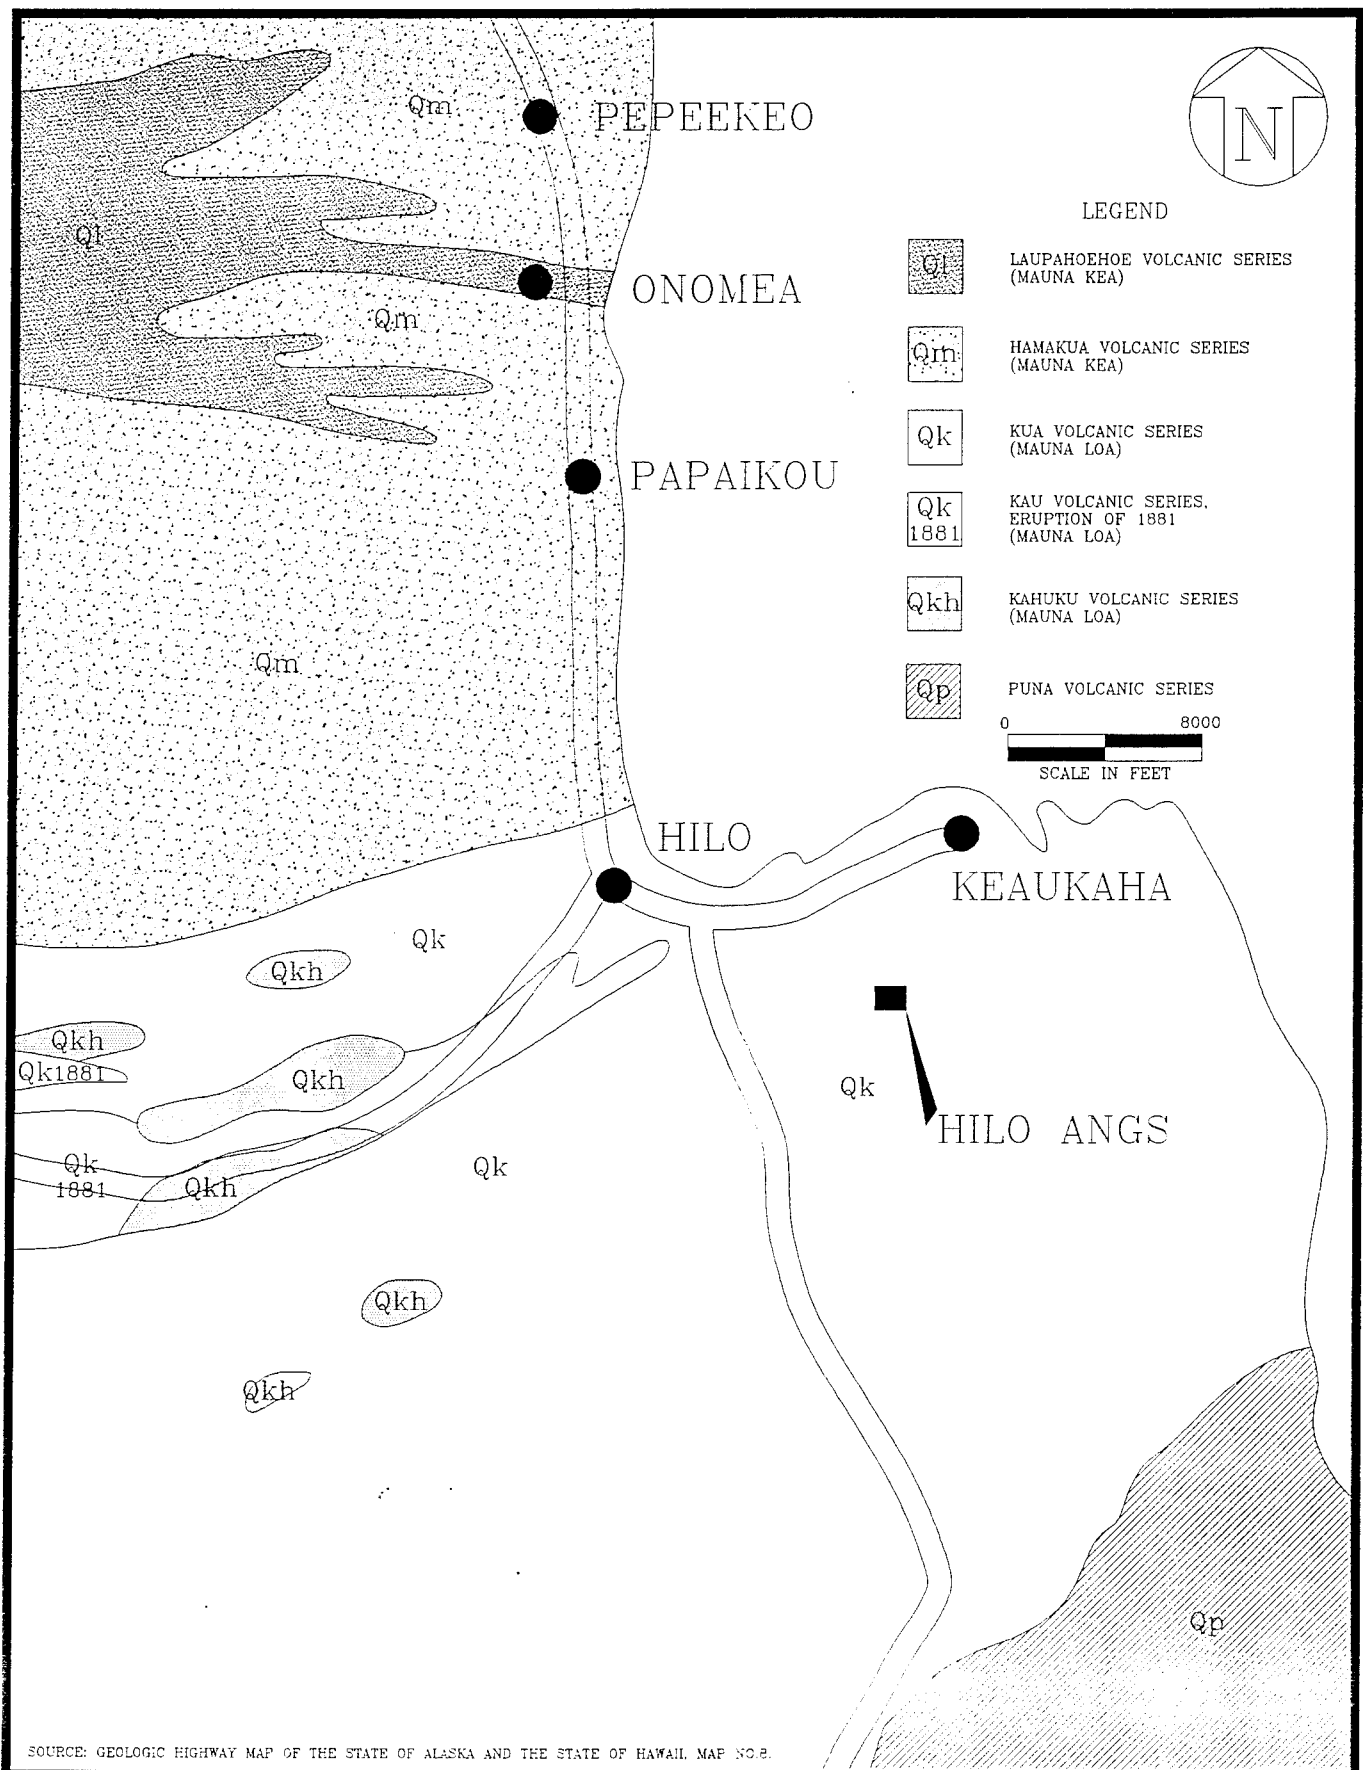 Qm
PEPEEKEO
N
LEGEND
Ql
Ql
LAUPAHOEHOE VOLCANIC SERIES
(MAUNA KEA)
ONOMEA
Qm
Qm
HAMAKUA VOLCANIC SERIES
(MAUNA KEA)
Qk
KUA VOLCANIC SERIES
(MAUNA LOA)
PAPAIKOU
Qk
1881
KAU VOLCANIC SERIES,
ERUPTION OF 1881
(MAUNA LOA)
Qkh
KAHUKU VOLCANIC SERIES
(MAUNA LOA)
Qm
Qp
PUNA VOLCANIC SERIES
0 8000
SCALE IN FEET
HILO
KEAUKAHA
Qk
Qkh
Qkh
Qk1881
Qkh
Qk
HILO ANGS
Qk
1881
Qkh
Qk
Qkh
Qkh
Qp
SOURCE: GEOLOGIC HIGHWAY MAP OF THE STATE OF ALASKA AND THE STATE OF HAWAII, MAP NO.8.